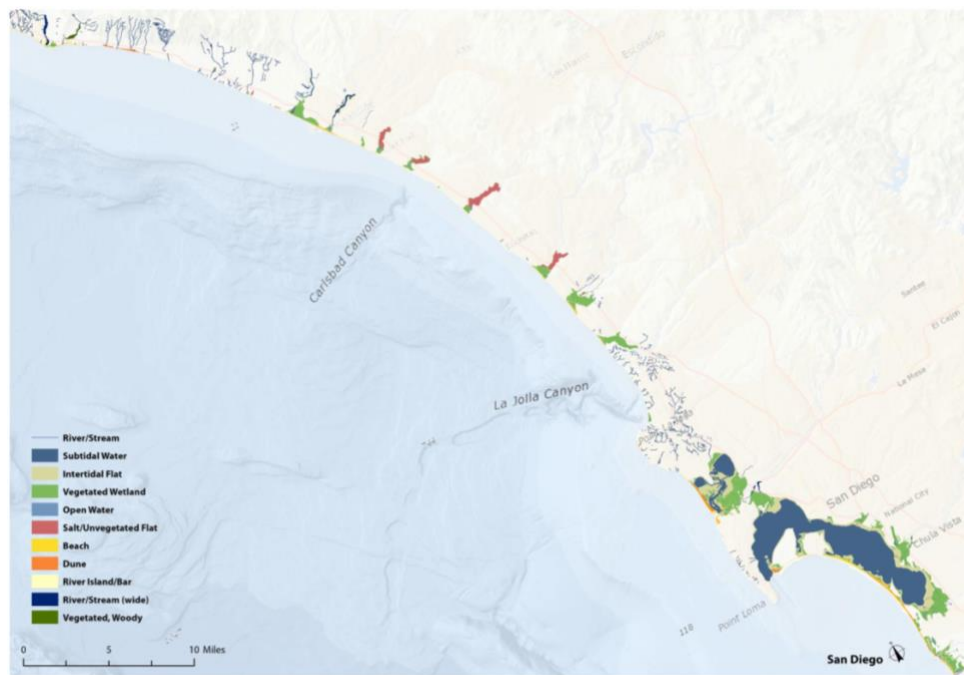 Escondido
Carlsbad Canyon
Santee
El Cajon
La Mesa
La Jolla Canyon
River/Stream
Subtidal Water
Intertidal Flat
Vegetated Wetland
Open Water
Salt/Unvegetated Flat
Beach
Dune
River Island/Bar
River/Stream (wide)
Vegetated, Woody
San Diego
National City
Chula Vista
Point Loma
0 5 10 Miles
San Diego